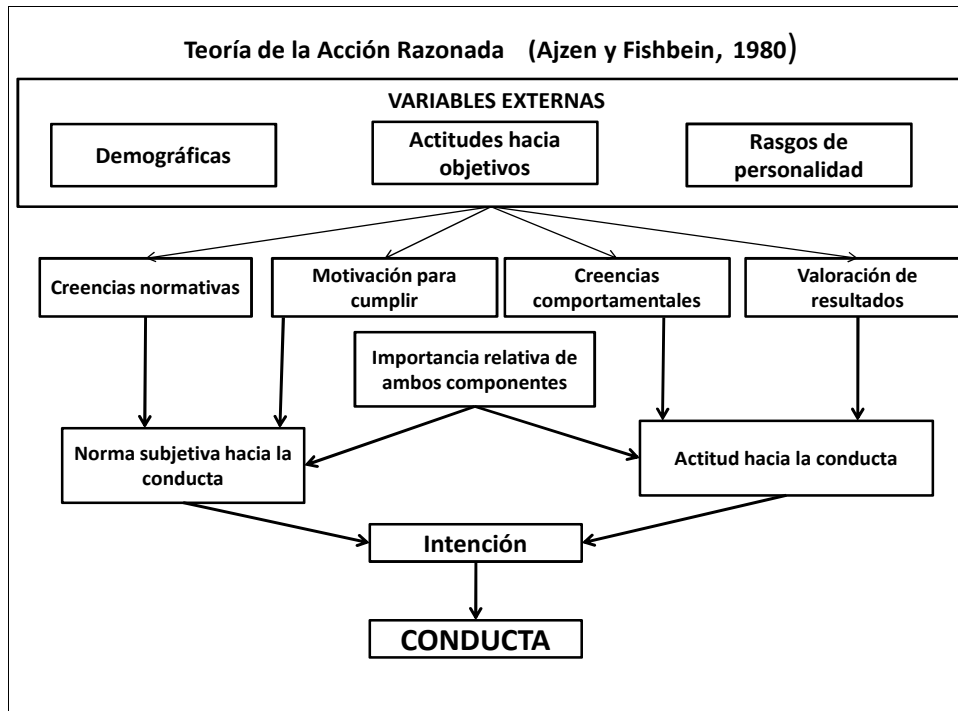 Teoría de la Acción Razonada (Ajzen y Fishbein, 1980)
VARIABLES EXTERNAS
Demográficas
Actitudes hacia
objetivos
Rasgos de
personalidad
Creencias normativas
Motivación para
cumplir
Creencias
comportamentales
Valoración de
resultados
Importancia relativa de
ambos componentes
Norma subjetiva hacia la
conducta
Actitud hacia la conducta
Intención
CONDUCTA